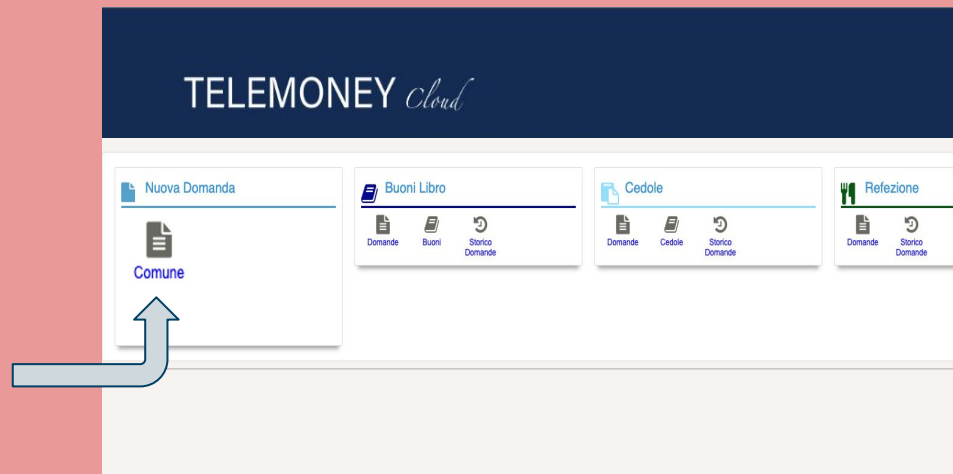 TELEMONEY Cloud
Nuova Domanda
Comune
Buoni Libro
Domande Buoni Storico
Domande
Cedole
Domande Cedole Storico
Domande
Refezione
Domande Storico
Domande